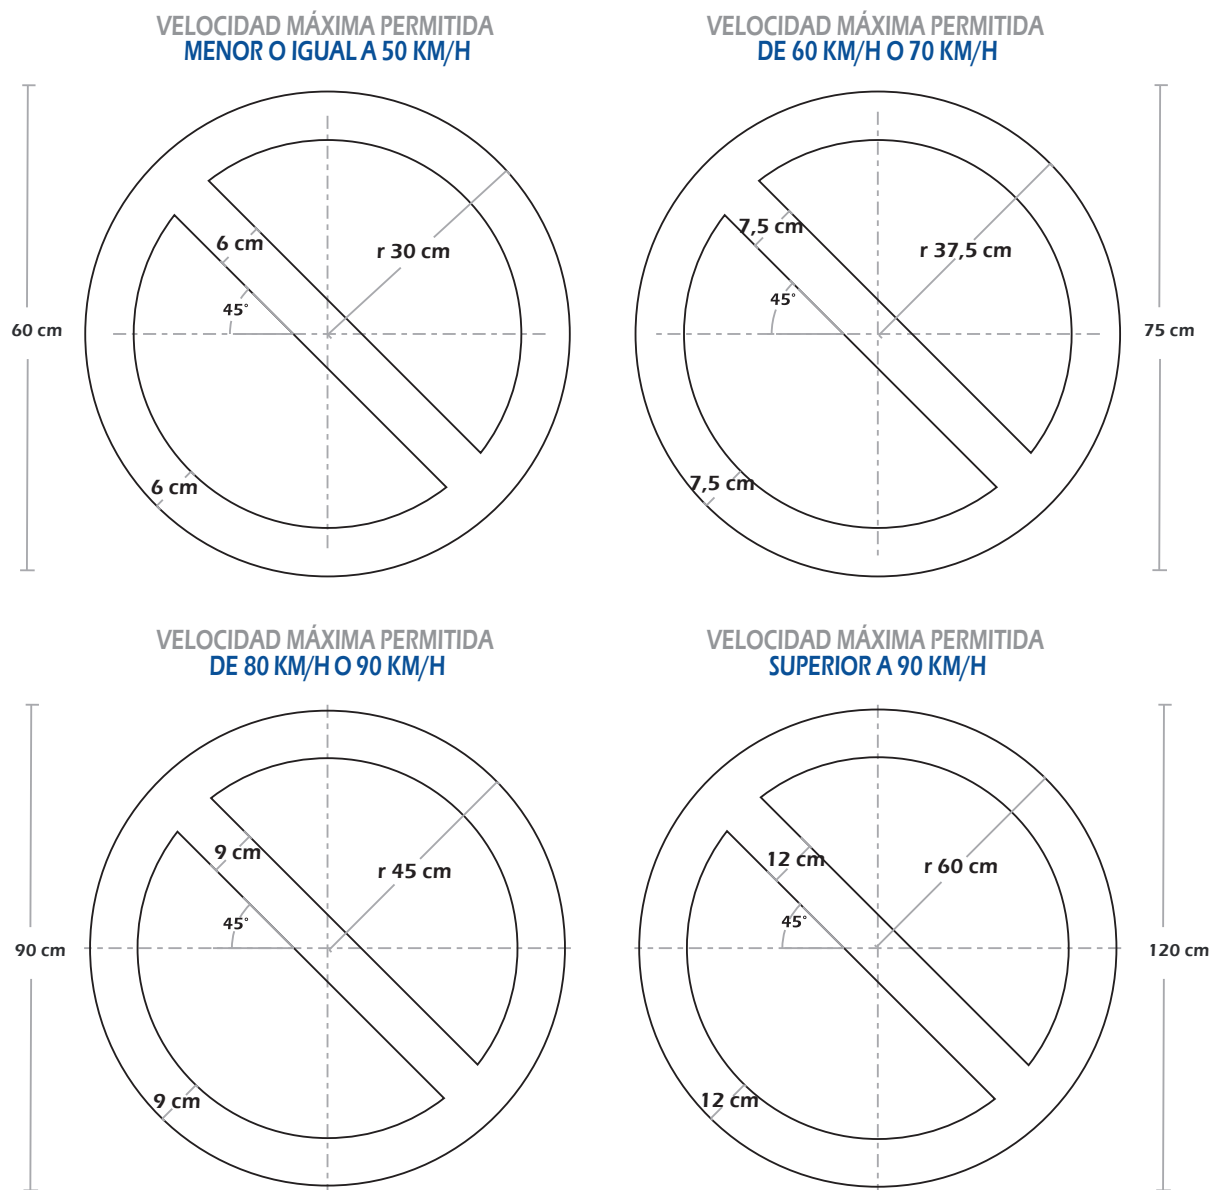 VELOCIDAD MÁXIMA PERMITIDA
MENOR O IGUAL A 50 KM/H
60 cm
6 cm
r 30 cm
45°
6 cm
VELOCIDAD MÁXIMA PERMITIDA
DE 60 KM/H O 70 KM/H
7,5 cm
r 37,5 cm
45°
7,5 cm
75 cm
VELOCIDAD MÁXIMA PERMITIDA
DE 80 KM/H O 90 KM/H
90 cm
9 cm
r 45 cm
45°
9 cm
VELOCIDAD MÁXIMA PERMITIDA
SUPERIOR A 90 KM/H
12 cm
r 60 cm
45°
12 cm
120 cm